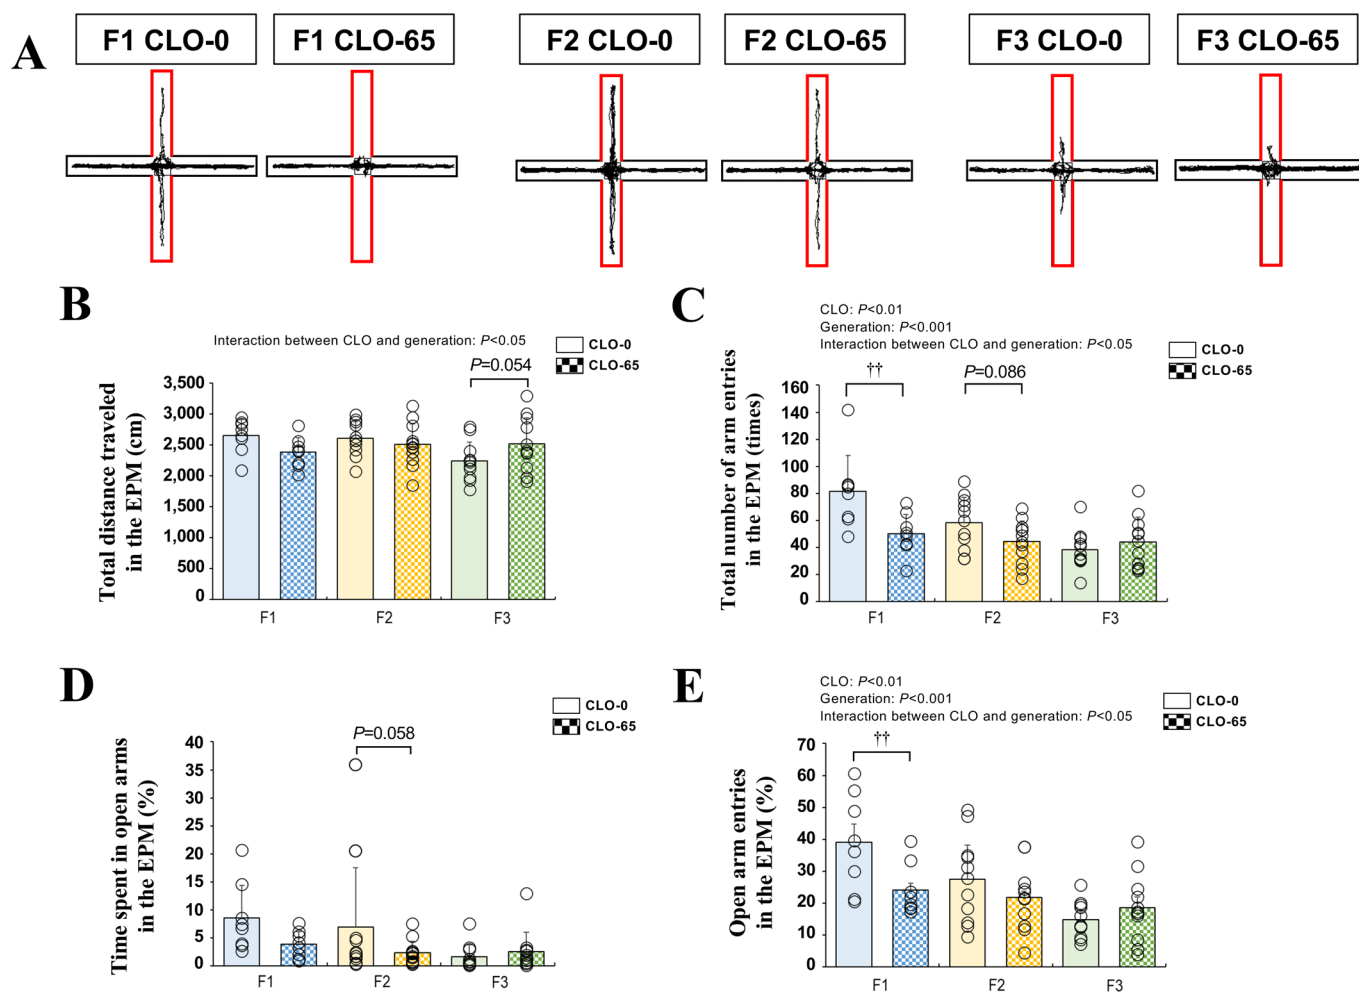 A
F1 CLO-0
F1 CLO-65
F2 CLO-0
F2 CLO-65
F3 CLO-0
F3 CLO-65
B
Interaction between CLO and generation: P<0.05
CLO-0
CLO-65
P=0.054
Total distance traveled
in the EPM (cm)
3,500
3,000
2,500
2,000
1,500
1,000
500
0
F1
F2
F3
C
CLO: P<0.01
Generation: P<0.001
Interaction between CLO and generation: P<0.05
CLO-0
CLO-65
††
P=0.086
Total number of arm entries
in the EPM (times)
160
140
120
100
80
60
40
20
0
F1
F2
F3
D
CLO-0
CLO-65
P=0.058
Time spent in open arms
in the EPM (%)
40
35
30
25
20
15
10
5
0
F1
F2
F3
E
CLO: P<0.01
Generation: P<0.001
Interaction between CLO and generation: P<0.05
CLO-0
CLO-65
††
Open arm entries
in the EPM (%)
70
60
50
40
30
20
10
0
F1
F2
F3